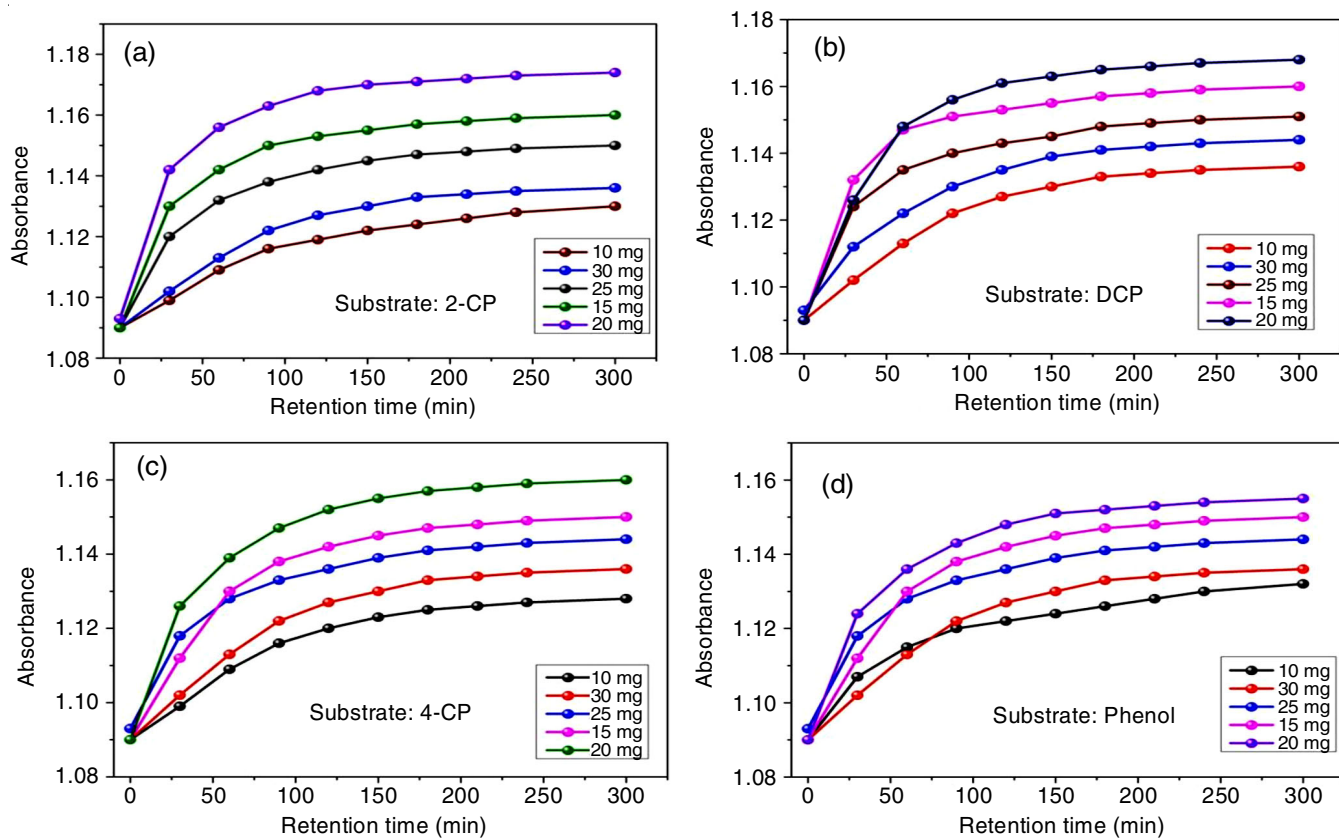 (a)
1.18
1.16
1.14
1.12
1.10
1.08
Absorbance
10 mg
30 mg
25 mg
15 mg
20 mg
Substrate: 2-CP
0 50 100 150 200 250 300
Retention time (min)
(b)
1.18
1.16
1.14
1.12
1.10
1.08
Absorbance
10 mg
30 mg
25 mg
15 mg
20 mg
Substrate: DCP
0 50 100 150 200 250 300
Retention time (min)
(c)
1.16
1.14
1.12
1.10
1.08
Absorbance
10 mg
30 mg
25 mg
15 mg
20 mg
Substrate: 4-CP
0 50 100 150 200 250 300
Retention time (min)
(d)
1.16
1.14
1.12
1.10
1.08
Absorbance
10 mg
30 mg
25 mg
15 mg
20 mg
Substrate: Phenol
0 50 100 150 200 250 300
Retention time (min)